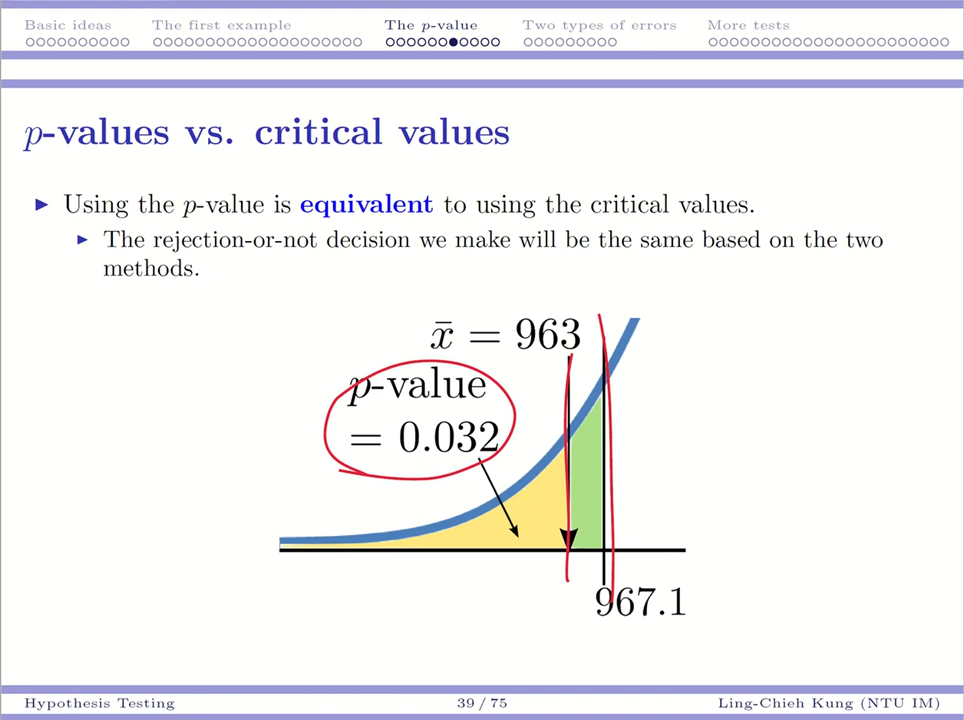 Basic ideas The first example The p-value Two types of errors More tests
p-values vs. critical values
Using the p-value is equivalent to using the critical values.
The rejection-or-not decision we make will be the same based on the two
methods.
x̄ = 963
p-value
= 0.032
967.1
Hypothesis Testing 39 / 75 Ling-Chieh Kung (NTU IM)